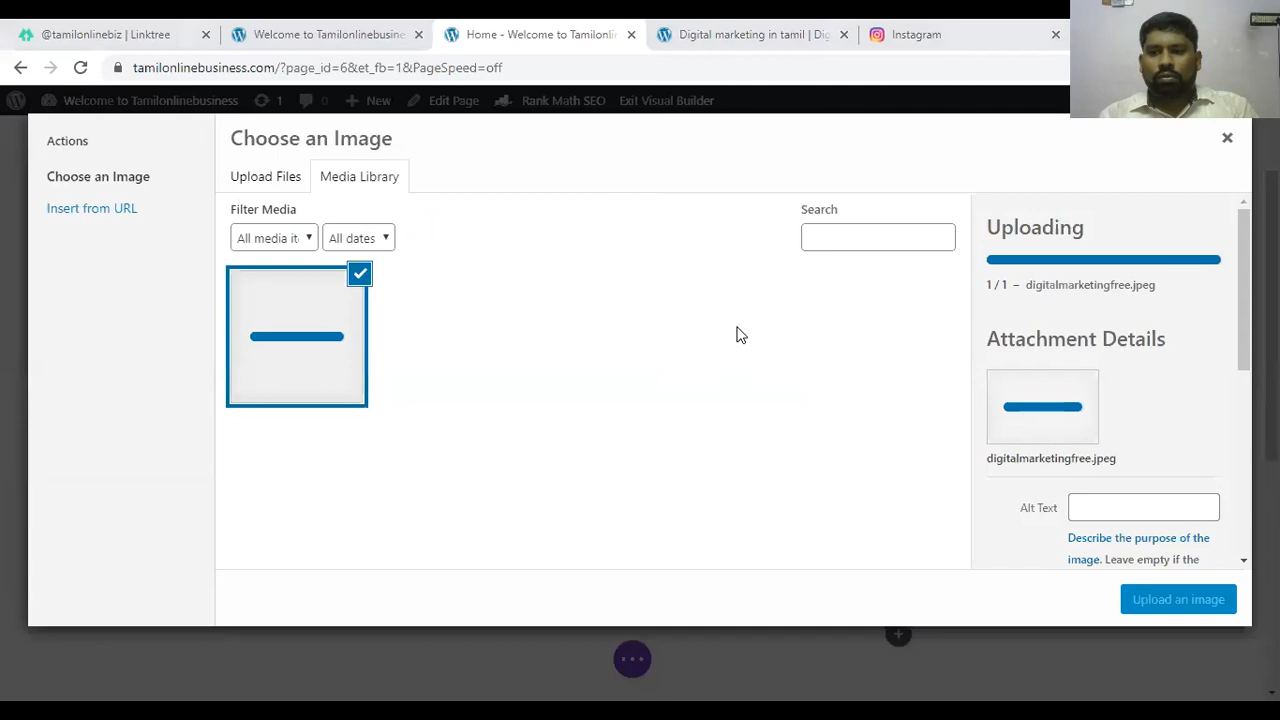 @tamilonlinebiz | Linktree
Welcome to Tamilonlinebusine
Home - Welcome to Tamilonli
Digital marketing in tamil | Dig
Instagram
tamilonlinebusiness.com/?page_id=6&et_fb=1&PageSpeed=off
Welcome to Tamilonlinebusiness
1
0
New
Edit Page
Rank Math SEO
Exit Visual Builder
Actions
Choose an Image
Insert from URL
Choose an Image
Upload Files
Media Library
Filter Media
All media it
All dates
Search
Uploading
1 / 1 – digitalmarketingfree.jpeg
Attachment Details
digitalmarketingfree.jpeg
Alt Text
Describe the purpose of the
image. Leave empty if the
Upload an image